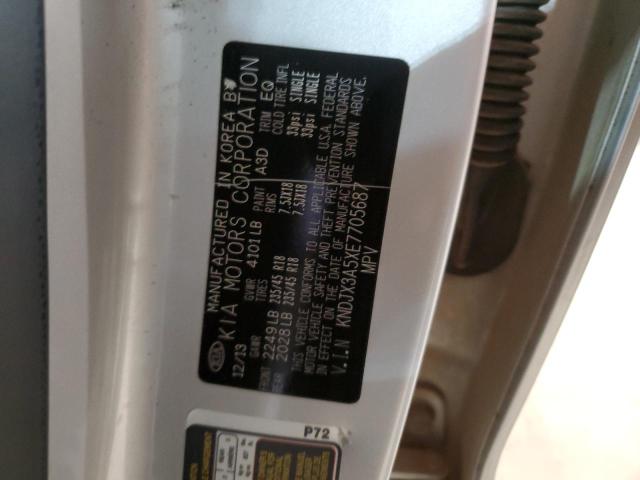 MANUFACTURED IN KOREA BY
KIA MOTORS CORPORATION
12/13 GVWR 4101LB PAINT A3D TRIM EQ
GAWR TIRES RIMS COLD TIRE INFL
FRONT 2249LB 235/45 R18 7.5JX18 33psi SINGLE
REAR 2028LB 235/45 R18 7.5JX18 33psi SINGLE
THIS VEHICLE CONFORMS TO ALL APPLICABLE U.S.A. FEDERAL
MOTOR VEHICLE SAFETY AND THEFT PREVENTION STANDARDS
IN EFFECT ON THE DATE OF MANUFACTURE SHOWN ABOVE.
V.I.N KNDJX3A5XE7705687
MPV
KIA
P72